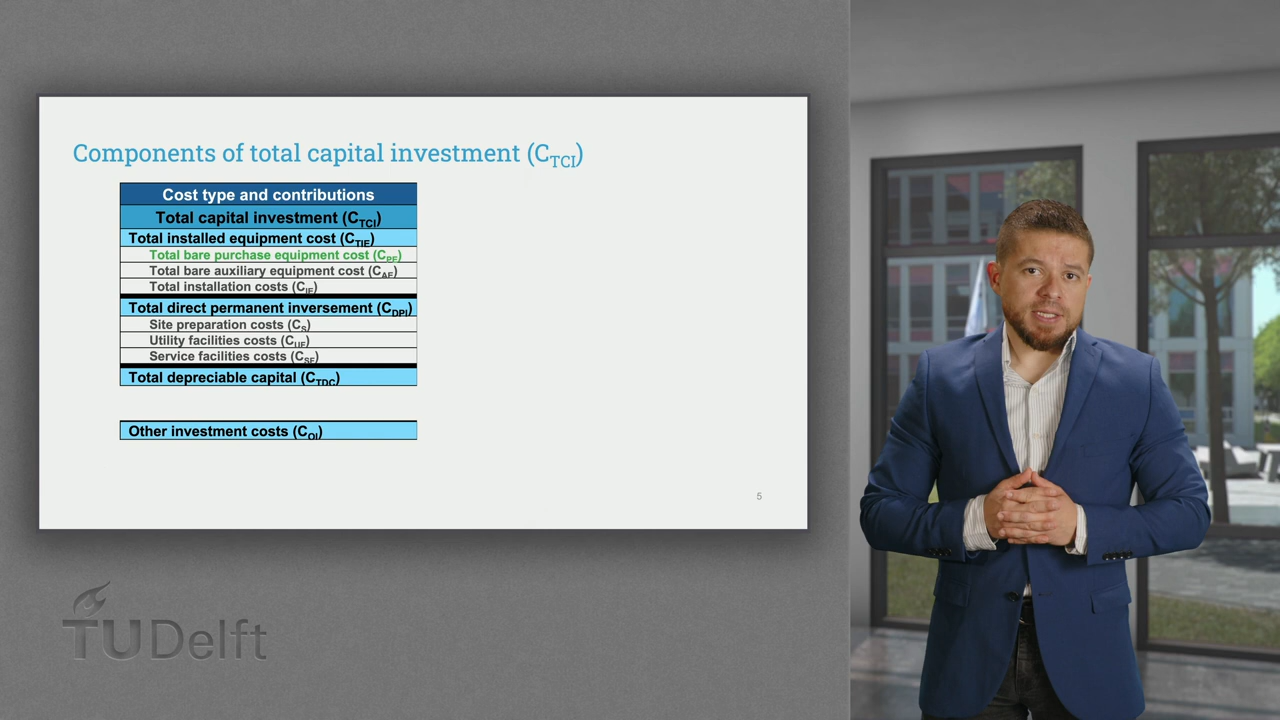 Components of total capital investment (CTCI)
Cost type and contributions
Total capital investment (CTCI)
Total installed equipment cost (CTIE)
Total bare purchase equipment cost (CPE)
Total bare auxiliary equipment cost (CAE)
Total installation costs (CIE)
Total direct permanent inversement (CDPI)
Site preparation costs (CS)
Utility facilities costs (CUF)
Service facilities costs (CSF)
Total depreciable capital (CTDC)
Other investment costs (COI)
5
TUDelft